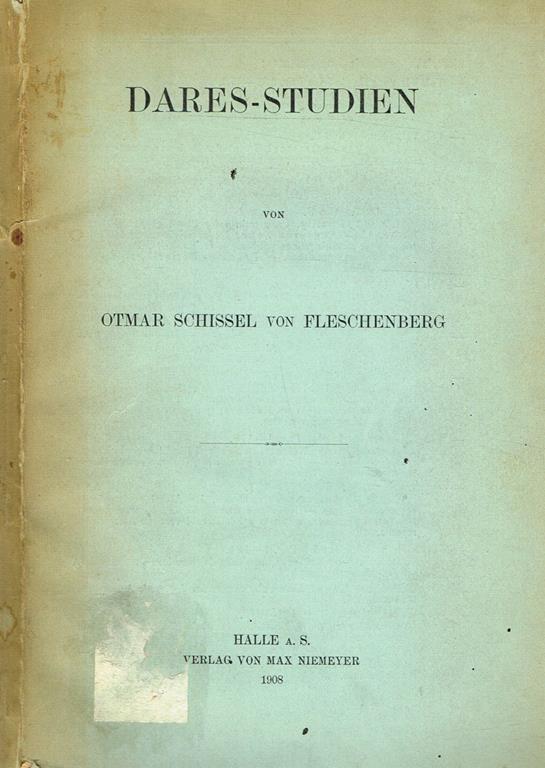 DARES-STUDIEN
VON
OTMAR SCHISSEL VON FLESCHENBERG
HALLE A. S.
VERLAG VON MAX NIEMEYER
1908